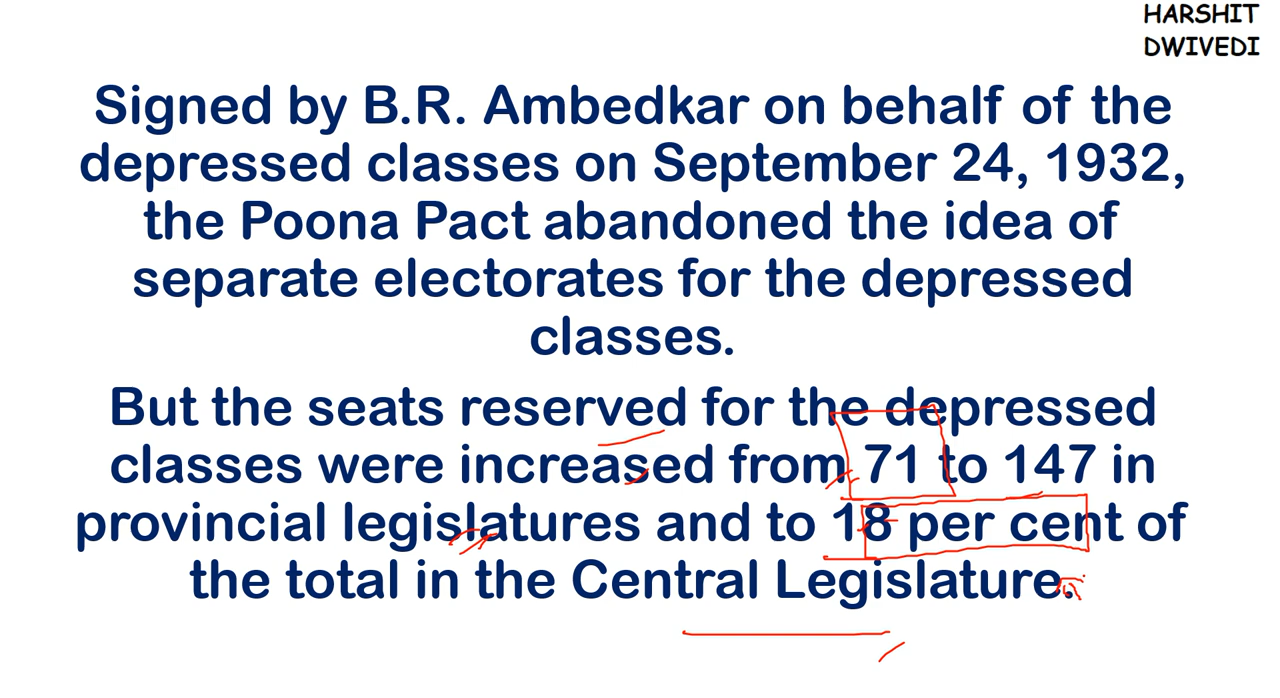 HARSHIT
DWIVEDI
Signed by B.R. Ambedkar on behalf of the
depressed classes on September 24, 1932,
the Poona Pact abandoned the idea of
separate electorates for the depressed
classes.
But the seats reserved for the depressed
classes were increased from 71 to 147 in
provincial legislatures and to 18 per cent of
the total in the Central Legislature.